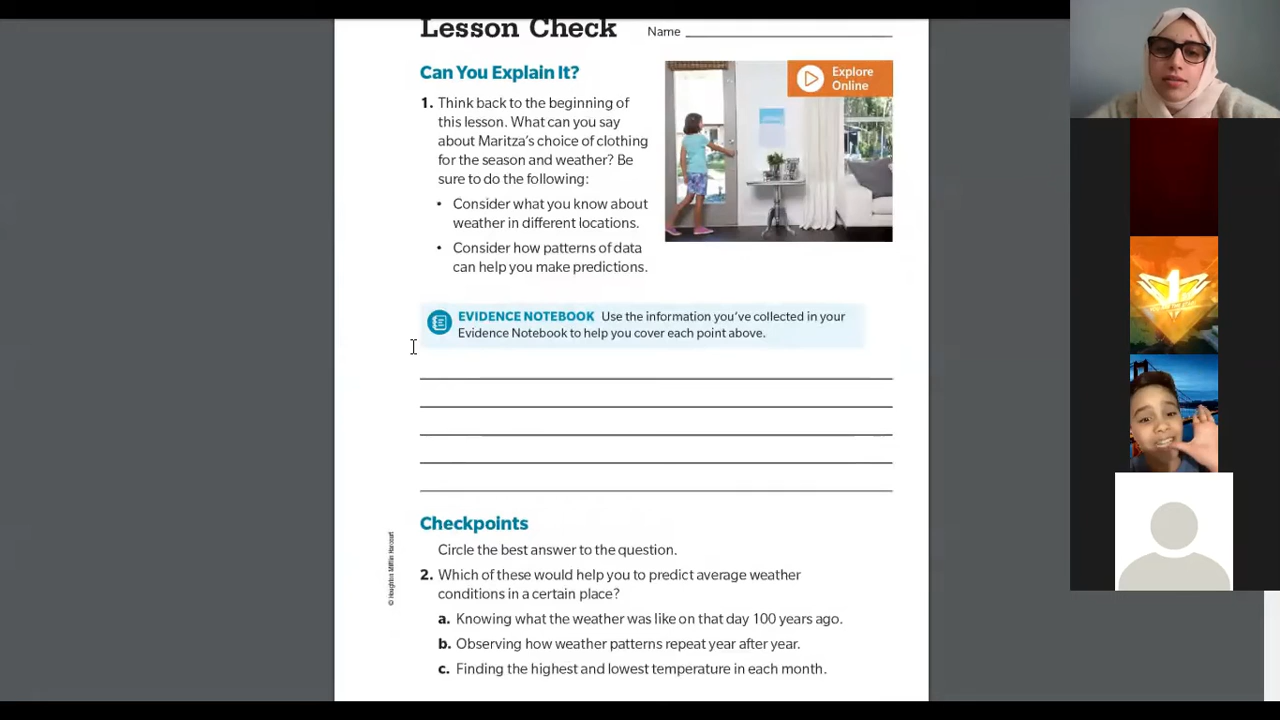 Lesson Check
Name
Can You Explain It?
Explore
Online
1. Think back to the beginning of
this lesson. What can you say
about Maritza's choice of clothing
for the season and weather? Be
sure to do the following:
• Consider what you know about
weather in different locations.
• Consider how patterns of data
can help you make predictions.
EVIDENCE NOTEBOOK Use the information you've collected in your
Evidence Notebook to help you cover each point above.
Checkpoints
Circle the best answer to the question.
2. Which of these would help you to predict average weather
conditions in a certain place?
a. Knowing what the weather was like on that day 100 years ago.
b. Observing how weather patterns repeat year after year.
c. Finding the highest and lowest temperature in each month.
© Houghton Mifflin Harcourt